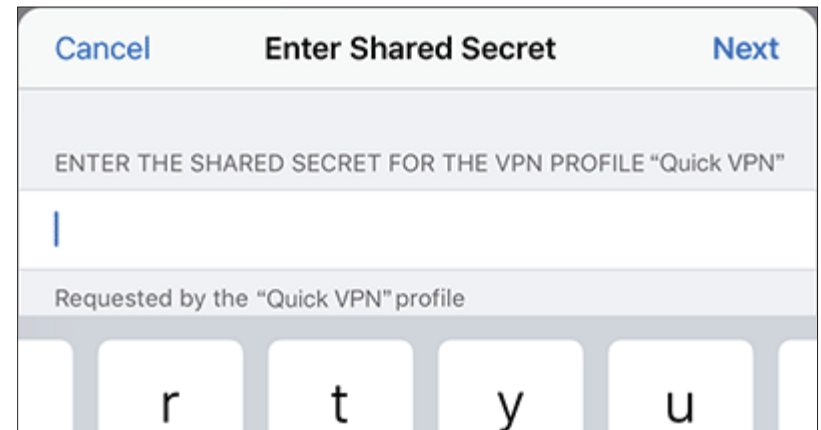 Cancel Enter Shared Secret Next
ENTER THE SHARED SECRET FOR THE VPN PROFILE “Quick VPN”
Requested by the “Quick VPN” profile
r t y u